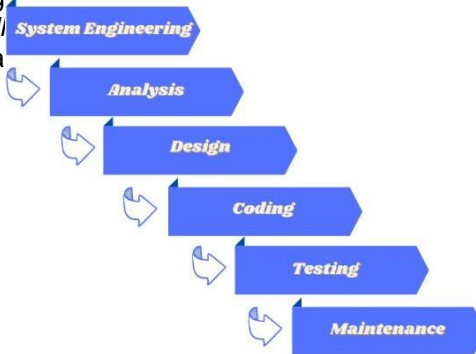 System Engineering
Analysis
Design
Coding
Testing
Maintenance